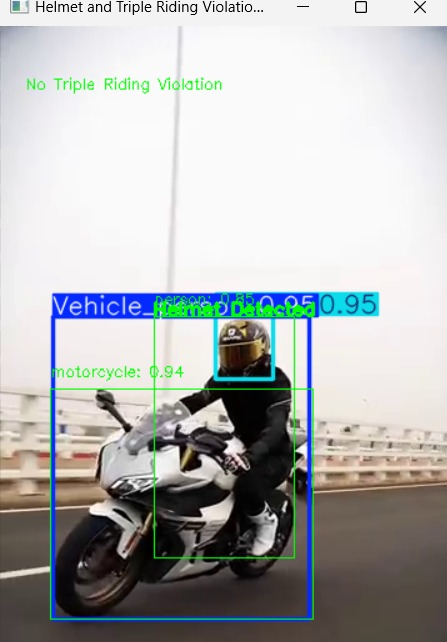 Helmet and Triple Riding Violatio...
No Triple Riding Violation
person: 0.85
Vehicle_ 0.95 0.95
Helmet Detected
motorcycle: 0.94